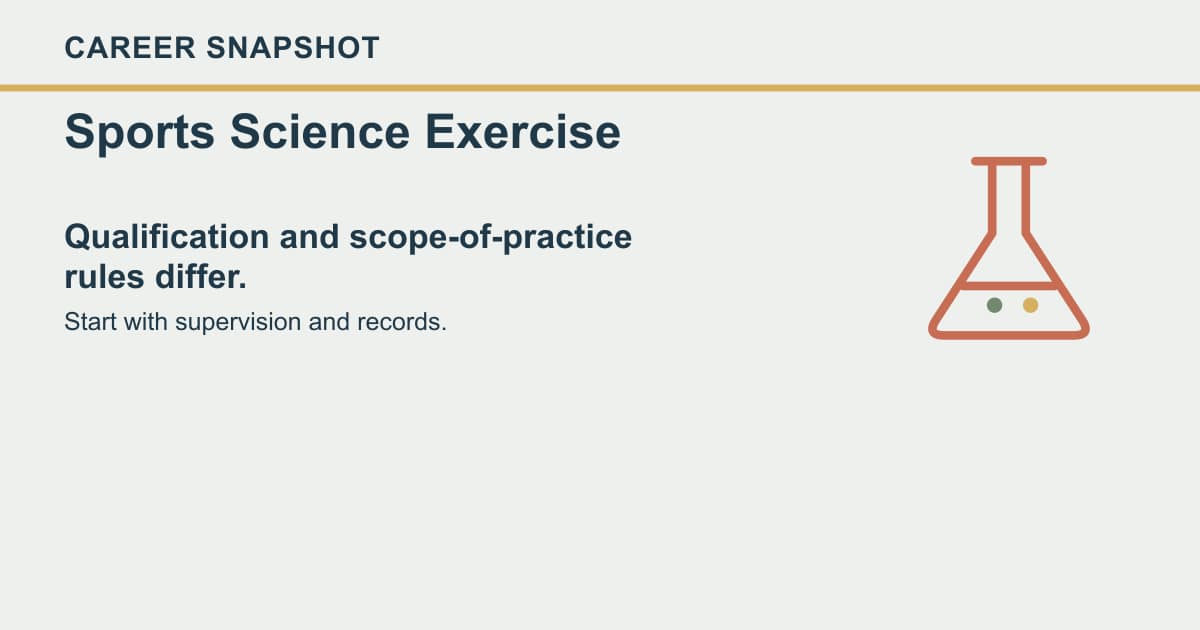 CAREER SNAPSHOT
Sports Science Exercise
Qualification and scope-of-practice
rules differ.
Start with supervision and records.